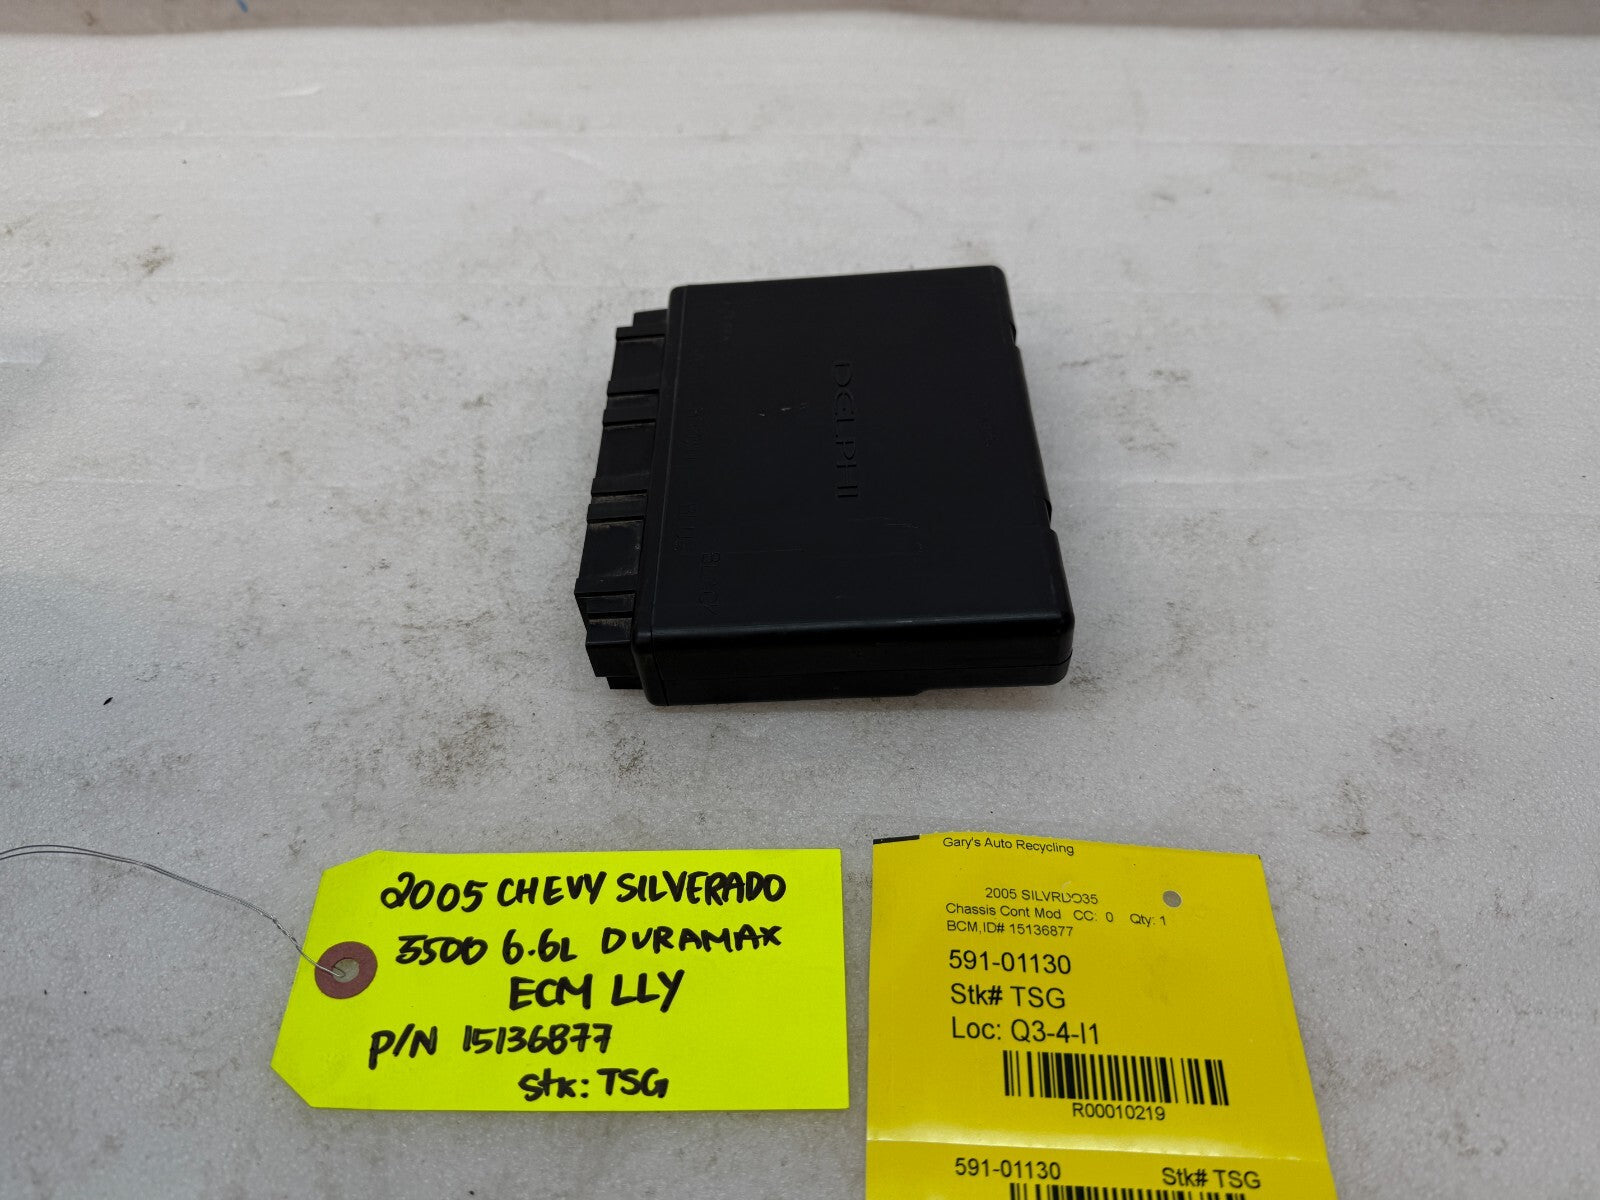 DELPHI
2005 CHEVY SILVERADO
3500 6.6L DURAMAX
ECM LLY
P/N 15136877
Stk: TSG
Gary's Auto Recycling
2005 SILVRDO35
Chassis Cont Mod CC: 0 Qty: 1
BCM,ID# 15136877
591-01130
Stk# TSG
Loc: Q3-4-I1
R00010219
591-01130 Stk# TSG